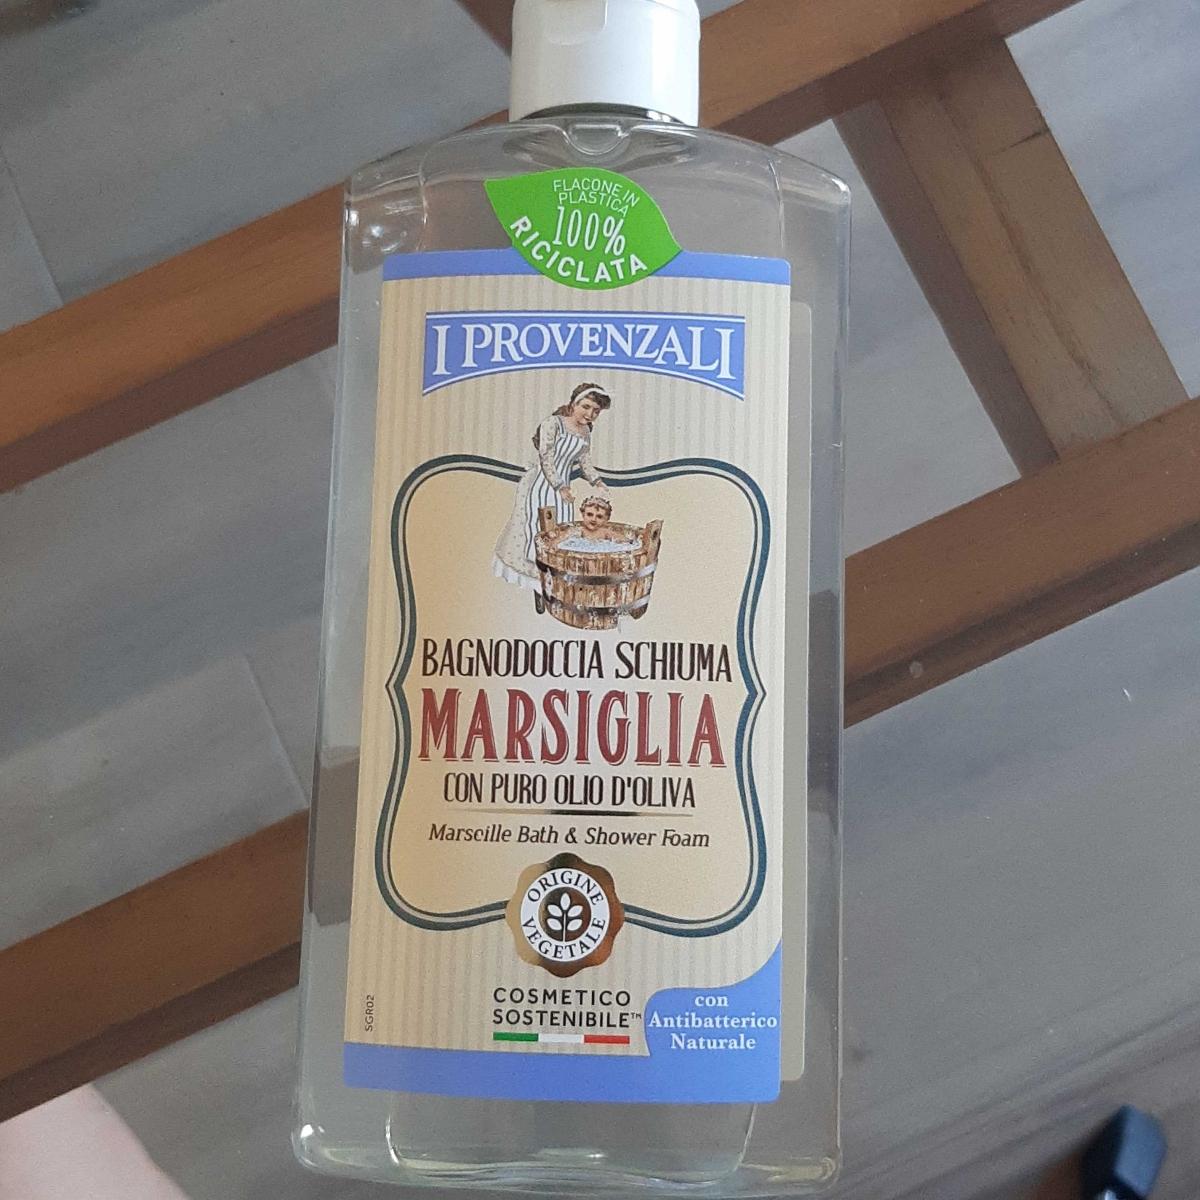 FLACONE IN
PLASTICA
100%
RICICLATA
I PROVENZALI
BAGNODOCCIA SCHIUMA
MARSIGLIA
CON PURO OLIO D'OLIVA
Marseille Bath & Shower Foam
ORIGINE
VEGETALE
COSMETICO
SOSTENIBILE™
con
Antibatterico
Naturale
SGR02